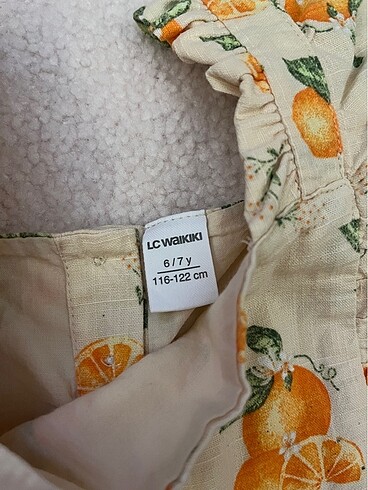 LC WAIKIKI
6 / 7 y
116-122 cm